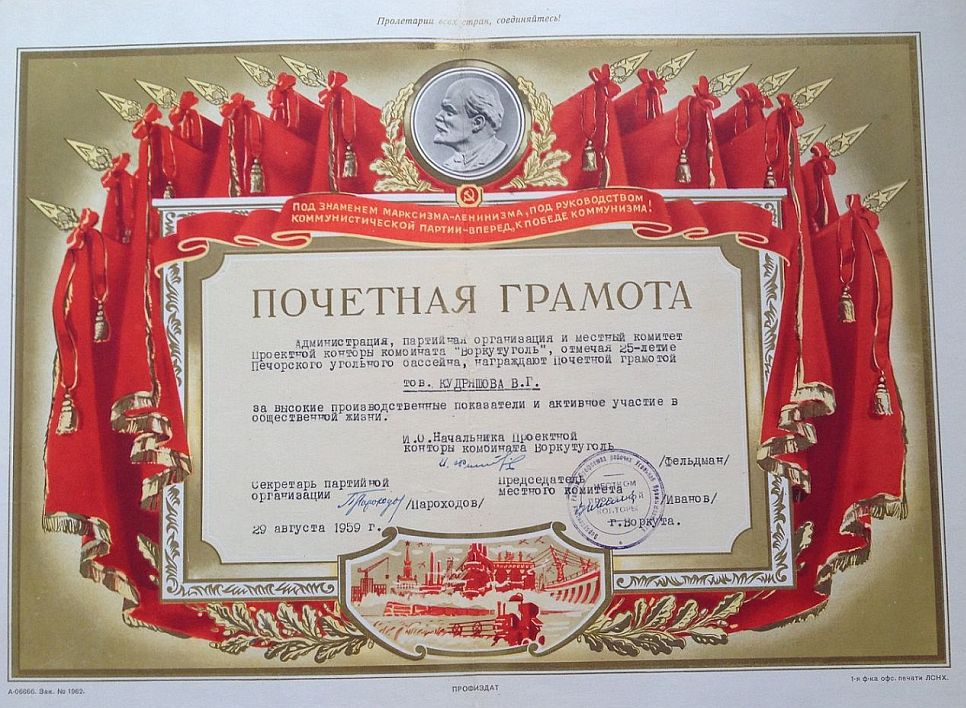 Пролетарии всех стран, соединяйтесь!
ПОД ЗНАМЕНЕМ МАРКСИЗМА-ЛЕНИНИЗМА, ПОД РУКОВОДСТВОМ
КОММУНИСТИЧЕСКОЙ ПАРТИИ–ВПЕРЕД, К ПОБЕДЕ КОММУНИЗМА!
ПОЧЕТНАЯ ГРАМОТА
Администрация, партийная организация и местный комитет
Проектной конторы комбината "Воркутуголь", отмечая 25-летие
Печорского угольного бассейна, награждают Почетной грамотой
тов. КУДРЯШОВА В.Г.
за высокие производственные показатели и активное участие в
общественной жизни.
И.О.Начальника Проектной
конторы комбината Воркутуголь
/Фельдман/
Секретарь партийной
организации
/Пароходов/
Председатель
местного комитета
/Иванов/
29 августа 1959 г.
г.Воркута.
МЕСТКОМ
ПРОЕКТНОЙ
КОНТОРЫ
А-06666. Зак. № 1962.
ПРОФИЗДАТ
1-я ф-ка офс. печати ЛСНХ.